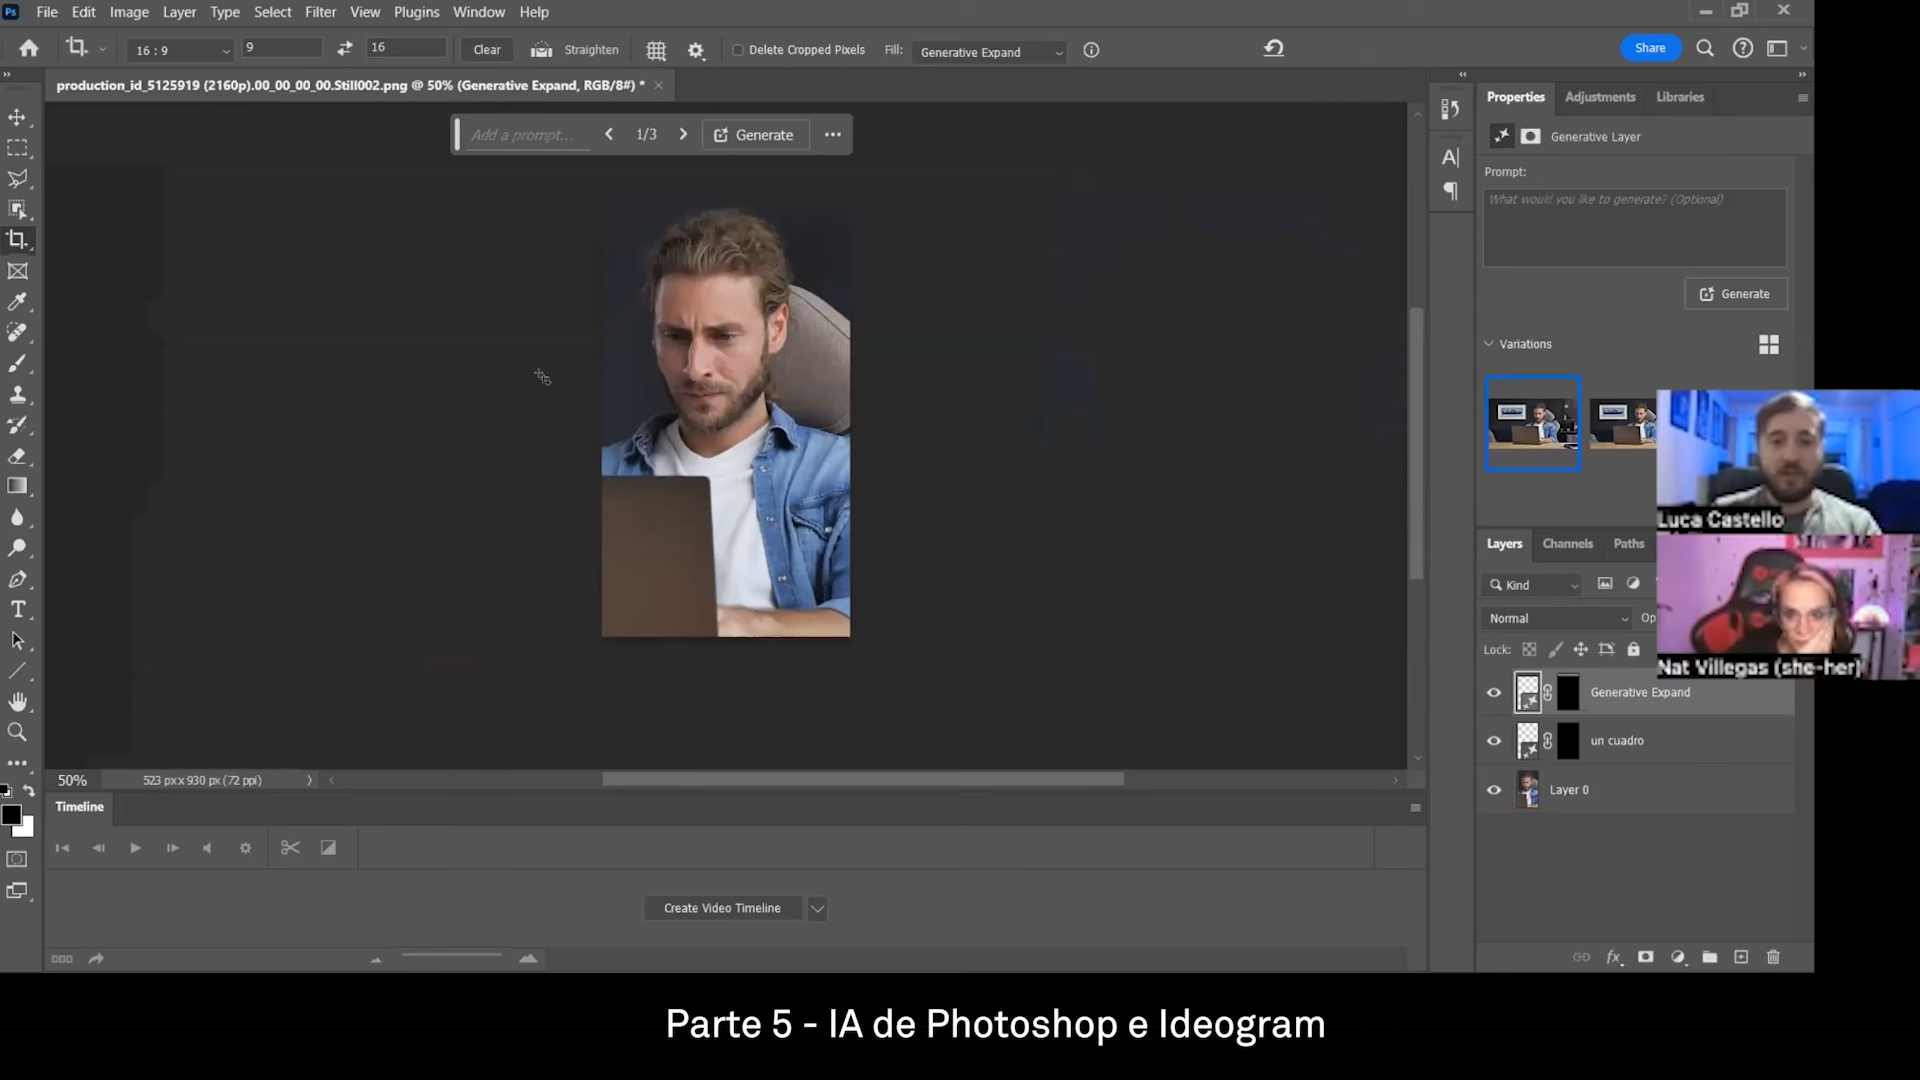 Ps File Edit Image Layer Type Select Filter View Plugins Window Help
16 : 9 9 16 Clear Straighten Delete Cropped Pixels Fill: Generative Expand Share
production_id_5125919 (2160p).00_00_00_00.Still002.png @ 50% (Generative Expand, RGB/8#) *
Add a prompt... 1/3 Generate
Properties Adjustments Libraries
Generative Layer
Prompt:
What would you like to generate? (Optional)
Generate
Variations
Luca Castello
Nat Villegas (she-her)
Layers Channels Paths
Kind
Normal
Lock:
Generative Expand
un cuadro
Layer 0
50% 523 px x 930 px (72 ppi)
Timeline
Create Video Timeline
Parte 5 - IA de Photoshop e Ideogram